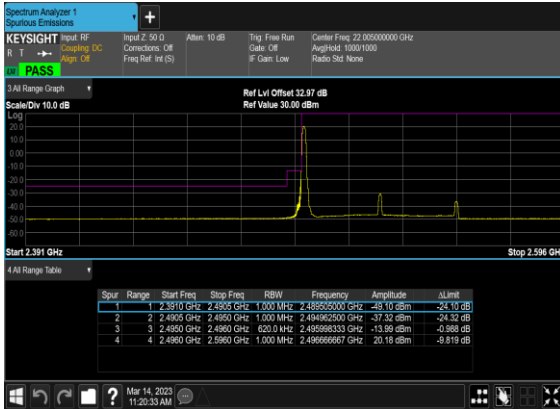 Spectrum Analyzer 1
Spurious Emissions
KEYSIGHT
R T
LW
PASS
Input: RF
Coupling: DC
Align: Off
Input Z: 50 Ω
Corrections: Off
Freq Ref: Int (S)
Atten: 10 dB
Trig: Free Run
Gate: Off
IF Gain: Low
Center Freq: 22.005000000 GHz
Avg|Hold: 1000/1000
Radio Std: None
3 All Range Graph
Scale/Div 10.0 dB
Ref Lvl Offset 32.97 dB
Ref Value 30.00 dBm
Log
20.0
10.0
0.00
-10.0
-20.0
-30.0
-40.0
-50.0
-60.0
Start 2.391 GHz
Stop 2.596 GH
4 All Range Table
Spur Range Start Freq Stop Freq RBW Frequency Amplitude ΔLimit
1 1 2.3910 GHz 2.4905 GHz 1.000 MHz 2.489505000 GHz -49.10 dBm -24.10 dB
2 2 2.4905 GHz 2.4950 GHz 1.000 MHz 2.494962500 GHz -37.32 dBm -24.32 dB
3 3 2.4950 GHz 2.4960 GHz 620.0 kHz 2.495998333 GHz -13.99 dBm -0.988 dB
4 4 2.4960 GHz 2.5960 GHz 1.000 MHz 2.496666667 GHz 20.18 dBm -9.819 dB
?
Mar 14, 2023
11:20:33 AM